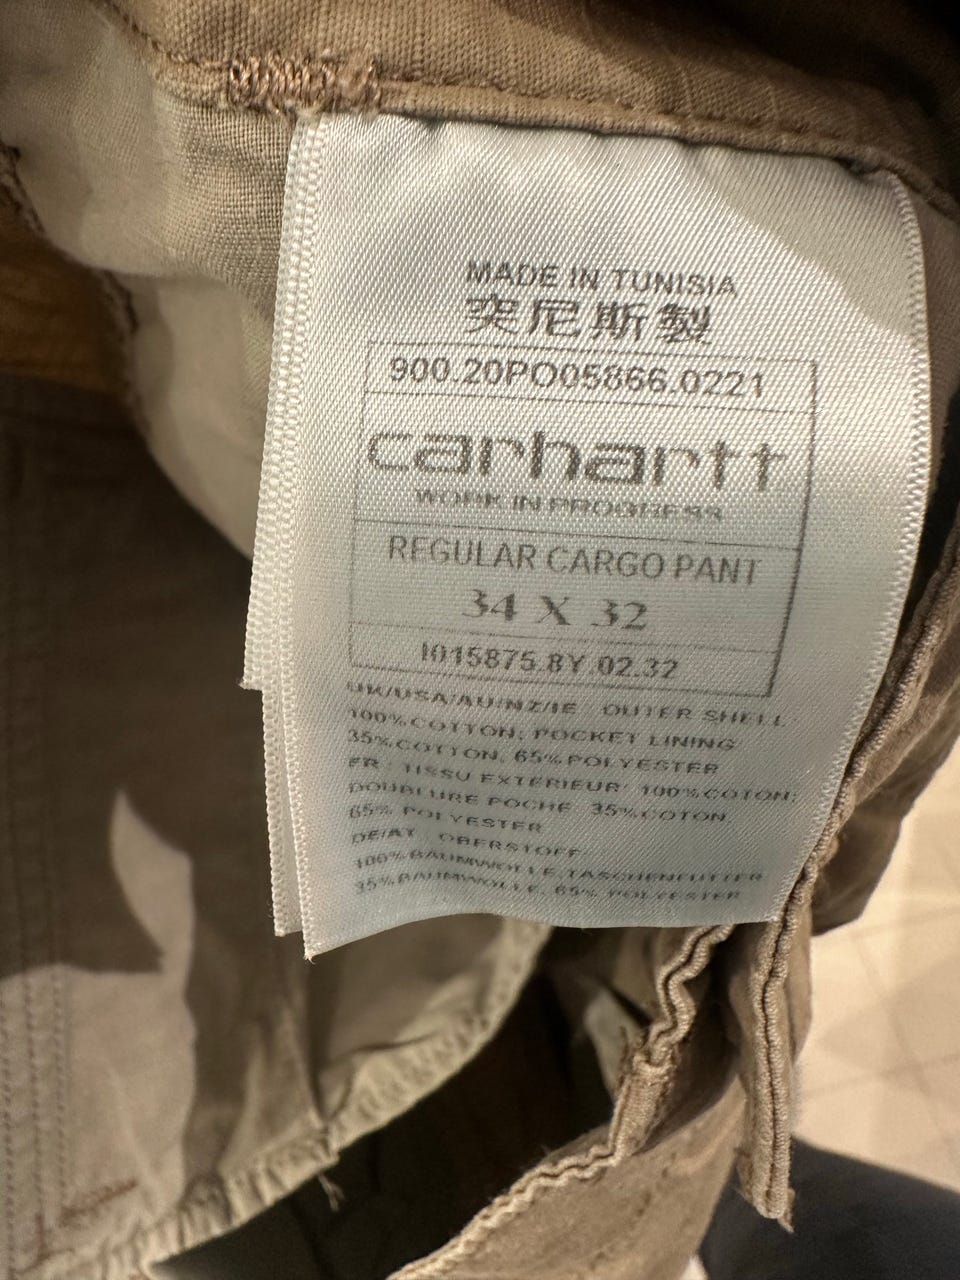 MADE IN TUNISIA
突尼斯製
900.20PO05866.0221
carhartt
WORK IN PROGRESS
REGULAR CARGO PANT
34 X 32
I015875.8Y.02.32
UK/USA/AU/NZ/IE OUTER SHELL:
100% COTTON; POCKET LINING
35% COTTON, 65% POLYESTER
FR : TISSU EXTERIEUR 100% COTON;
DOUBLURE POCHE 35% COTON,
65% POLYESTER
DE/AT OBERSTOFF:
100% BAUMWOLLE,TASCHENFUTTER
35% BAUMWOLLE, 65% POLYESTER